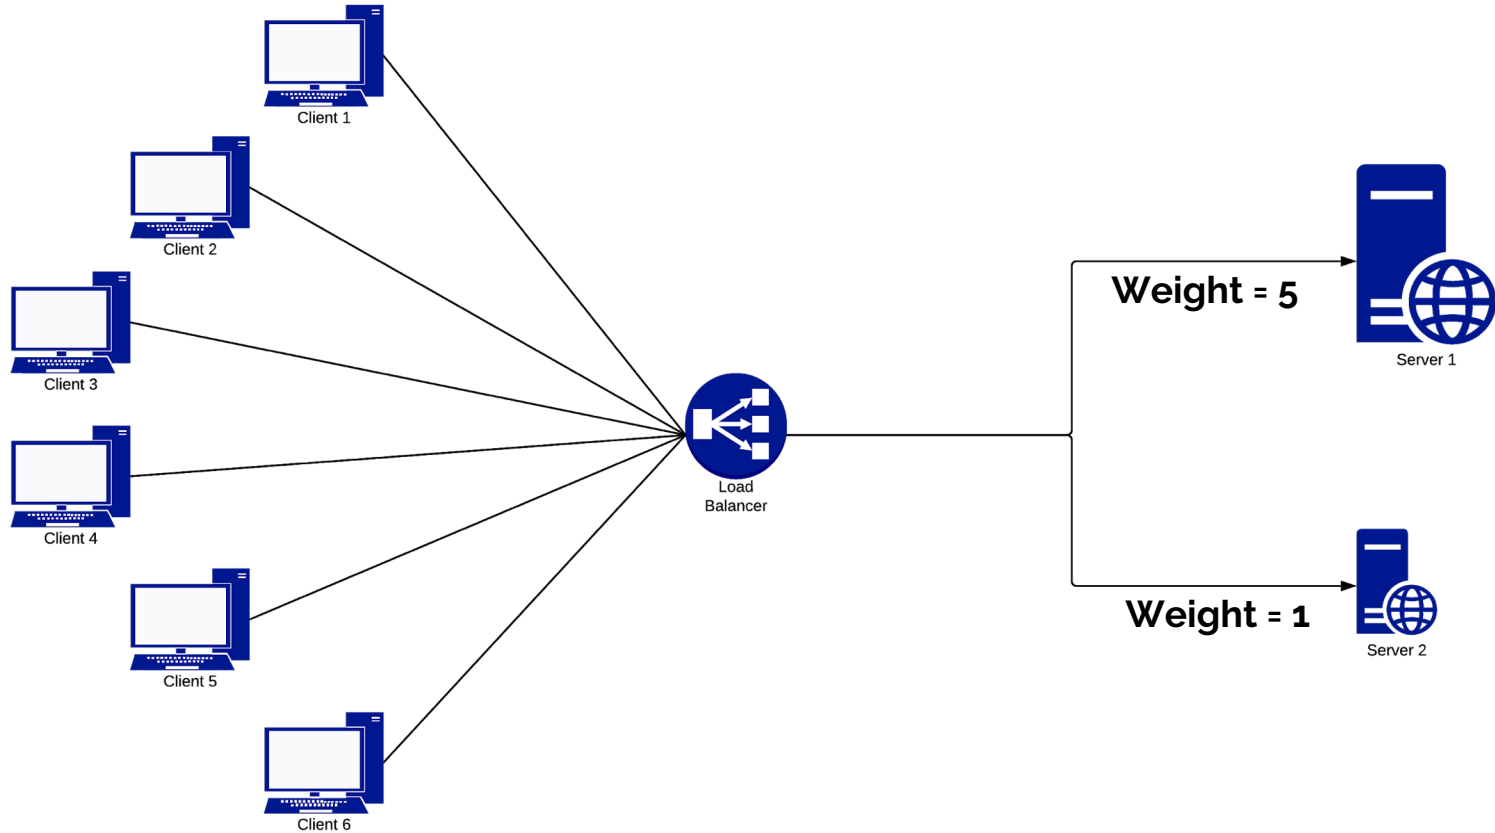 Client 1
Client 2
Client 3
Client 4
Client 5
Client 6
Load
Balancer
Weight = 5
Server 1
Weight = 1
Server 2